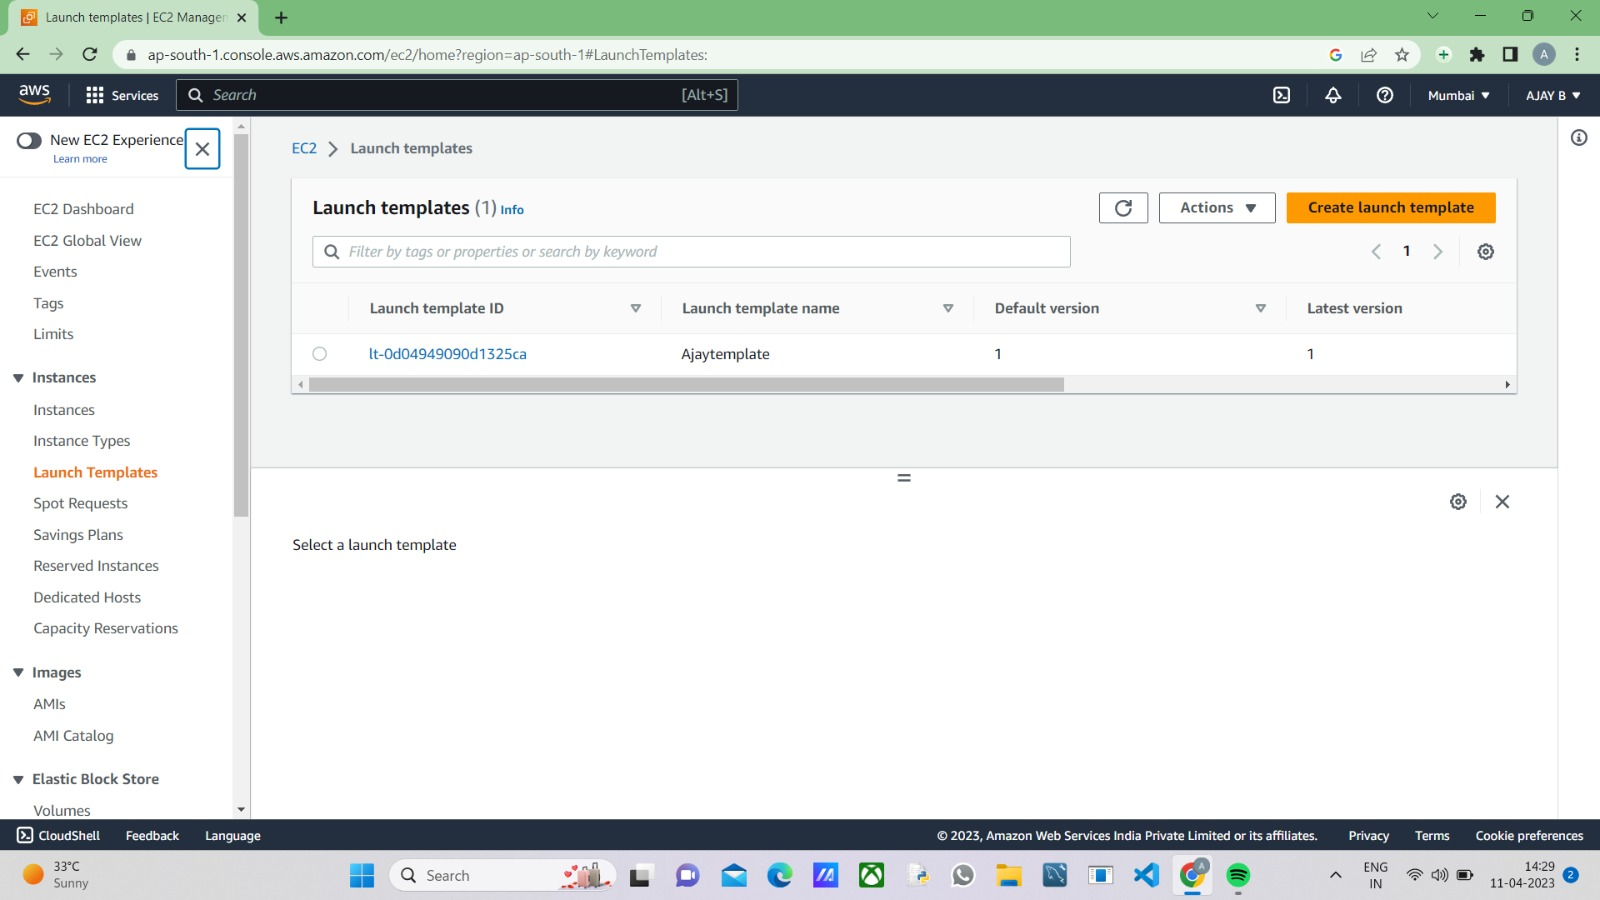 Launch templates | EC2 Managen
ap-south-1.console.aws.amazon.com/ec2/home?region=ap-south-1#LaunchTemplates:
G
A
aws
Services
Search
[Alt+S]
Mumbai
AJAY B
New EC2 Experience
Learn more
EC2 Dashboard
EC2 Global View
Events
Tags
Limits
Instances
Instances
Instance Types
Launch Templates
Spot Requests
Savings Plans
Reserved Instances
Dedicated Hosts
Capacity Reservations
Images
AMIs
AMI Catalog
Elastic Block Store
Volumes
EC2 > Launch templates
Launch templates (1) Info
Actions
Create launch template
Filter by tags or properties or search by keyword
1
Launch template ID
Launch template name
Default version
Latest version
lt-0d04949090d1325ca
Ajaytemplate
1
1
Select a launch template
CloudShell
Feedback
Language
© 2023, Amazon Web Services India Private Limited or its affiliates.
Privacy
Terms
Cookie preferences
33°C
Sunny
Search
A
ENG
IN
14:29
11-04-2023
2